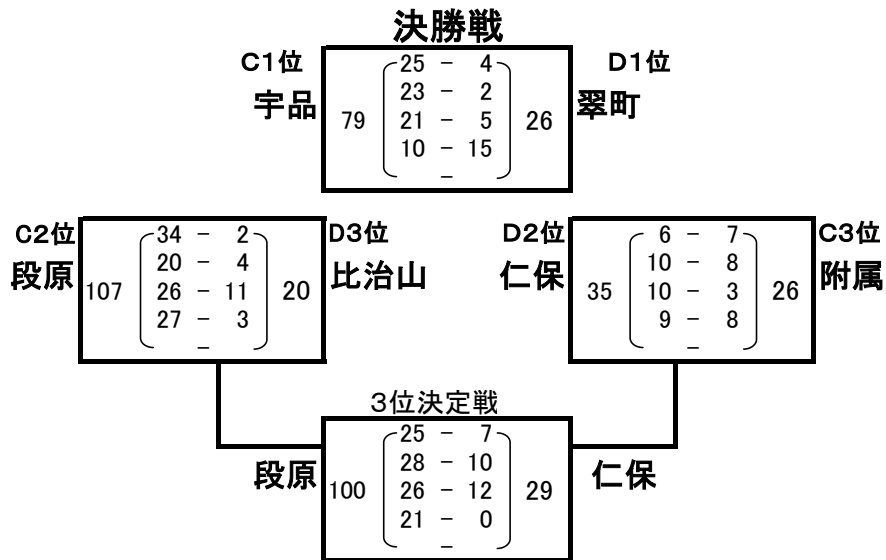 決勝戦
C1位 D1位
宇品 翠町
79 26
25 - 4
23 - 2
21 - 5
10 - 15
-
C2位 D3位
段原 比治山
107 20
34 - 2
20 - 4
26 - 11
27 - 3
-
D2位 C3位
仁保 附属
35 26
6 - 7
10 - 8
10 - 3
9 - 8
-
3位決定戦
段原 仁保
100 29
25 - 7
28 - 10
26 - 12
21 - 0
-